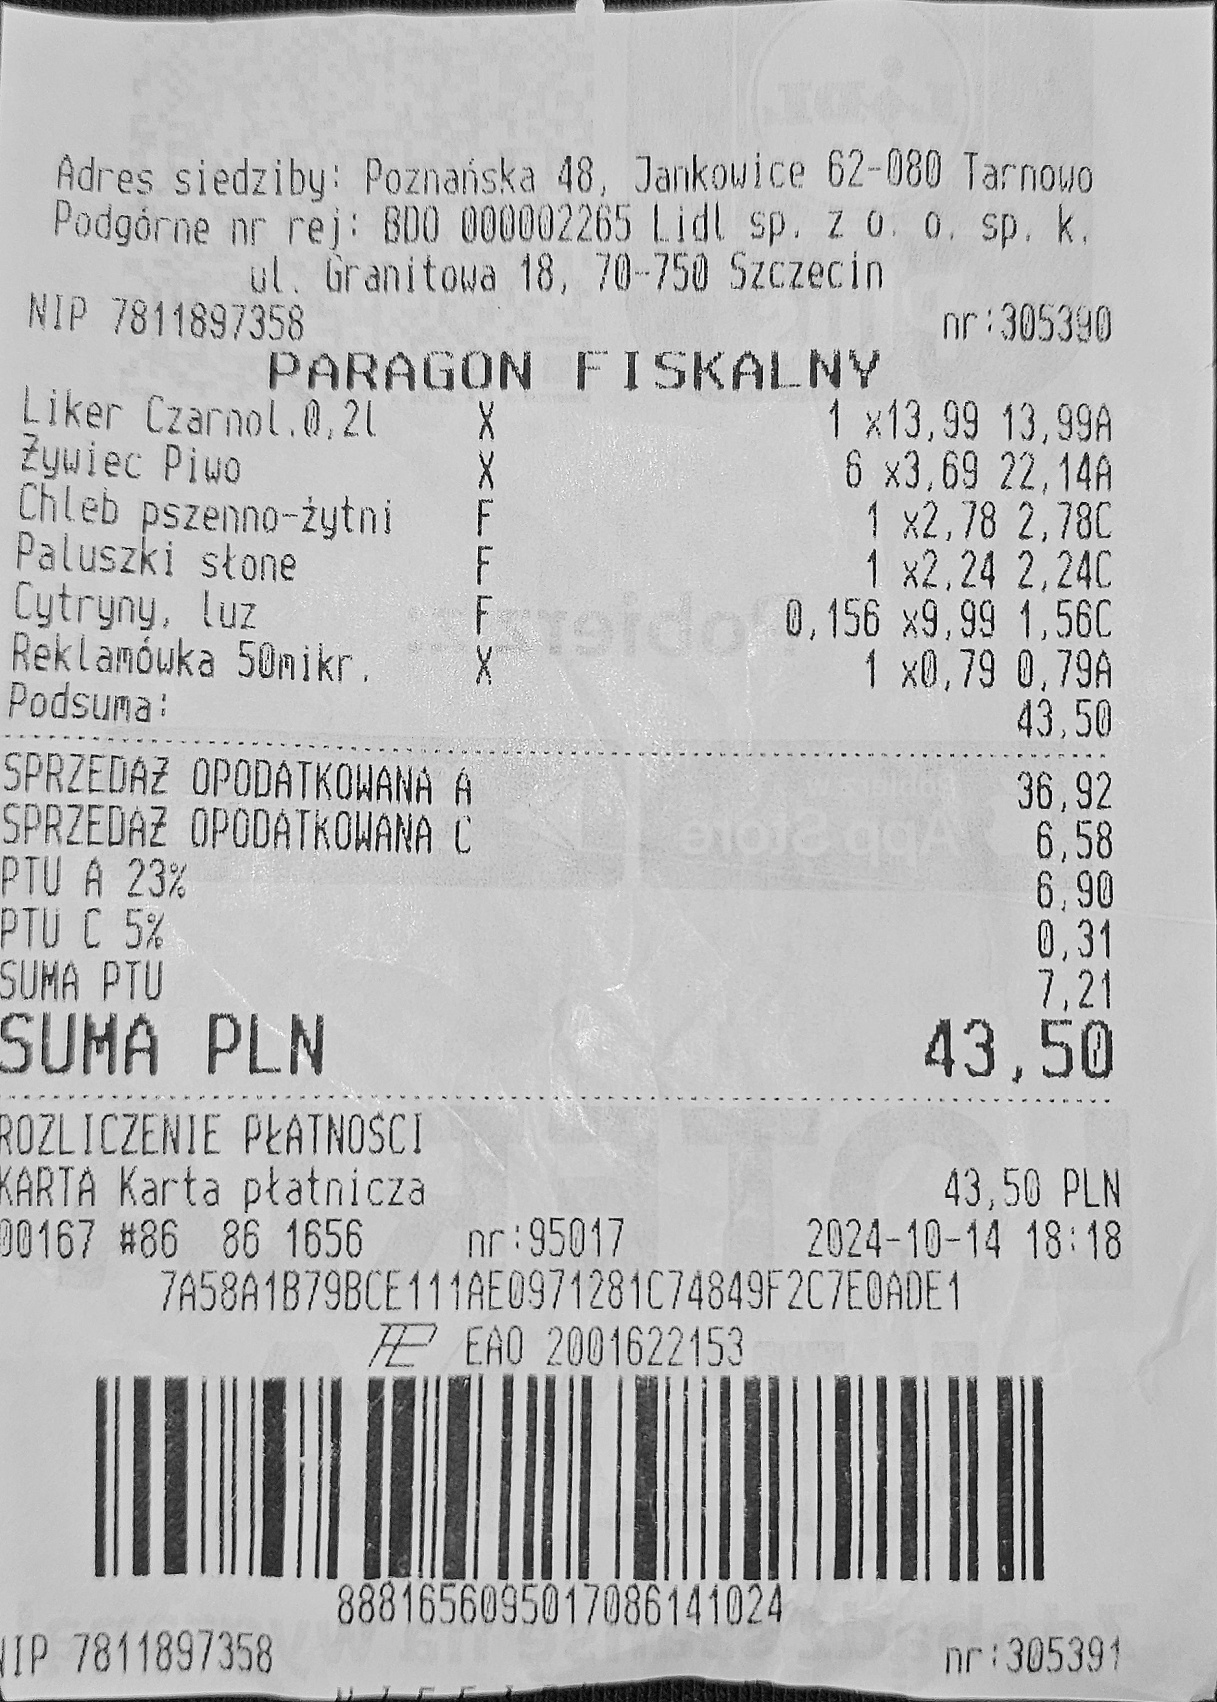 Adres siedziby: Poznańska 48, Jankowice 62-080 Tarnowo
Podgórne nr rej: BDO 000002265 Lidl sp. z o. o. sp. k.
ul. Granitowa 18, 70-750 Szczecin
NIP 7811897358 nr:305390
PARAGON FISKALNY
Liker Czarnol.0,2l X 1 x13,99 13,99A
Żywiec Piwo X 6 x3,69 22,14A
Chleb pszenno-żytni F 1 x2,78 2,78C
Paluszki słone F 1 x2,24 2,24C
Cytryny, luz F 0,156 x9,99 1,56C
Reklamówka 50mikr. X 1 x0,79 0,79A
Podsuma: 43,50
SPRZEDAŻ OPODATKOWANA A 36,92
SPRZEDAŻ OPODATKOWANA C 6,58
PTU A 23% 6,90
PTU C 5% 0,31
SUMA PTU 7,21
SUMA PLN 43,50
ROZLICZENIE PŁATNOŚCI
KARTA Karta płatnicza 43,50 PLN
00167 #86 86 1656 nr:95017 2024-10-14 18:18
7A58A1B79BCE111AE0971281C74849F2C7E0ADE1
EAO 2001622153
8881656095017086141024
NIP 7811897358 nr:305391